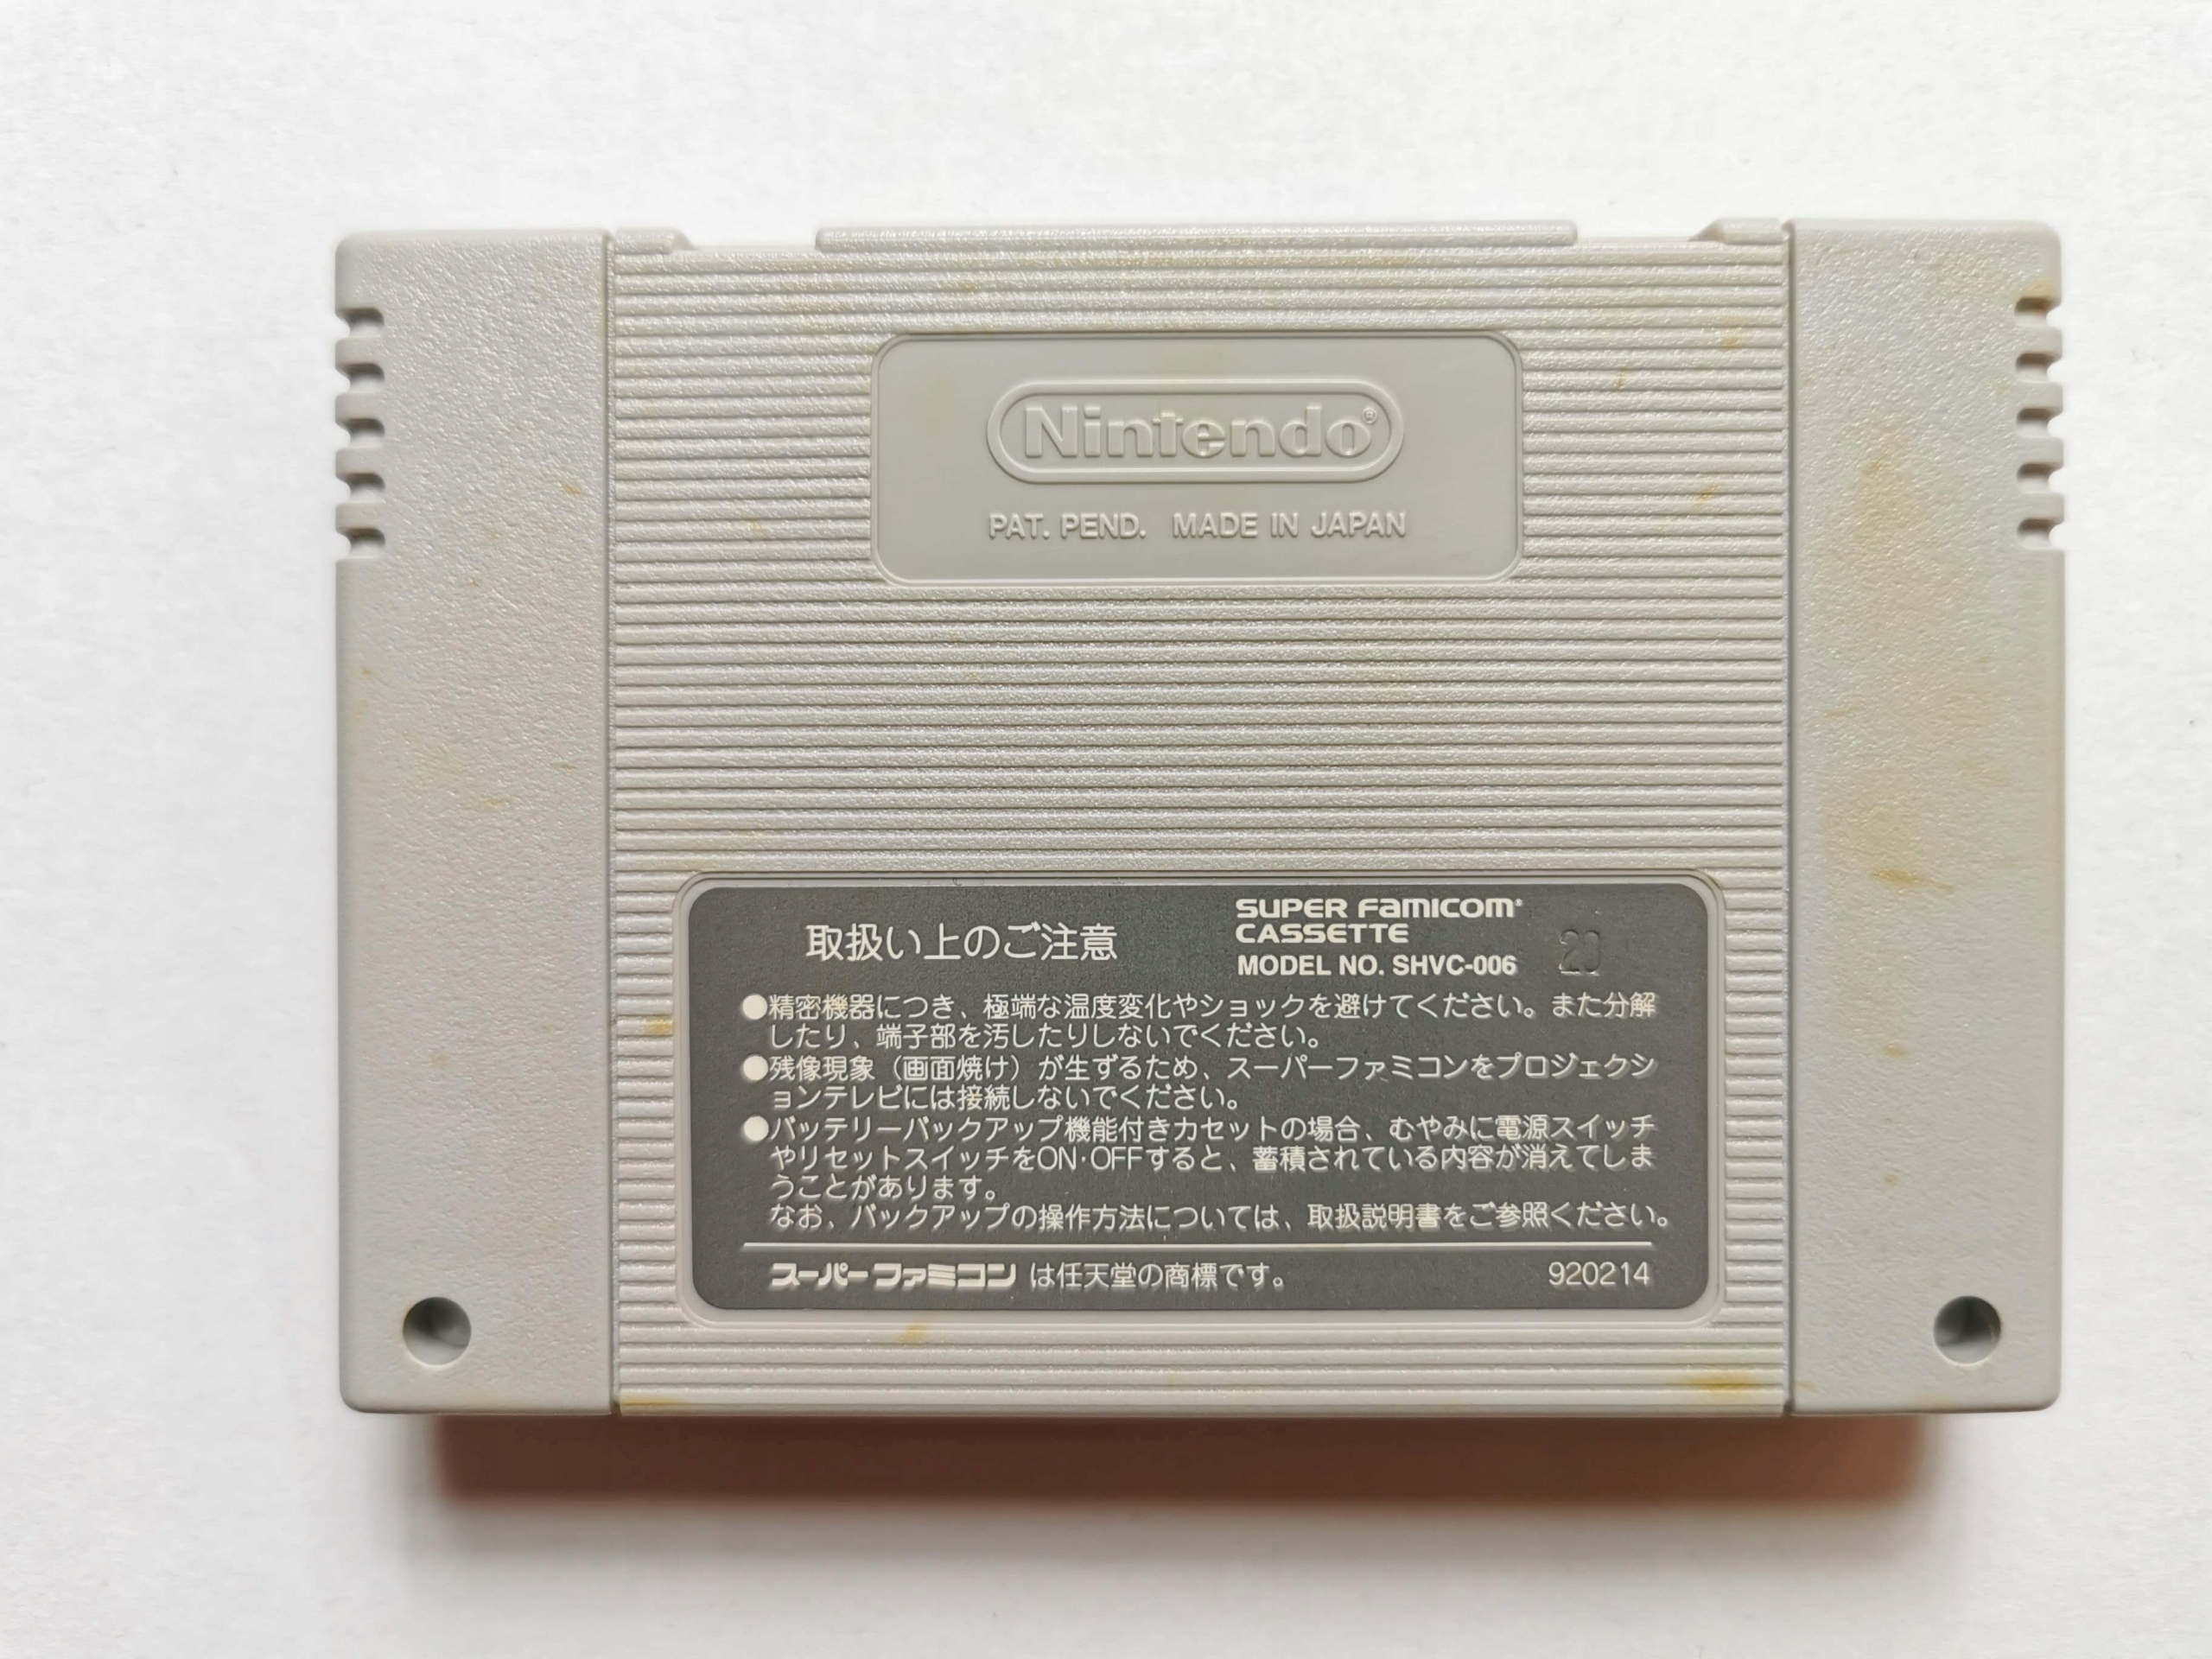 Nintendo®
PAT. PEND. MADE IN JAPAN
取扱い上のご注意
SUPER FAMICOM
CASSETTE
MODEL NO. SHVC-006
20
●精密機器につき、極端な温度変化やショックを避けてください。また分解
したり、端子部を汚したりしないでください。
●残像現象（画面焼け）が生ずるため、スーパーファミコンをプロジェクシ
ョンテレビには接続しないでください。
●バッテリーバックアップ機能付きカセットの場合、むやみに電源スイッチ
やリセットスイッチをON·OFFすると、蓄積されている内容が消えてしま
うことがあります。
なお、バックアップの操作方法については、取扱説明書をご参照ください。
スーパーファミコン は任天堂の商標です。
920214